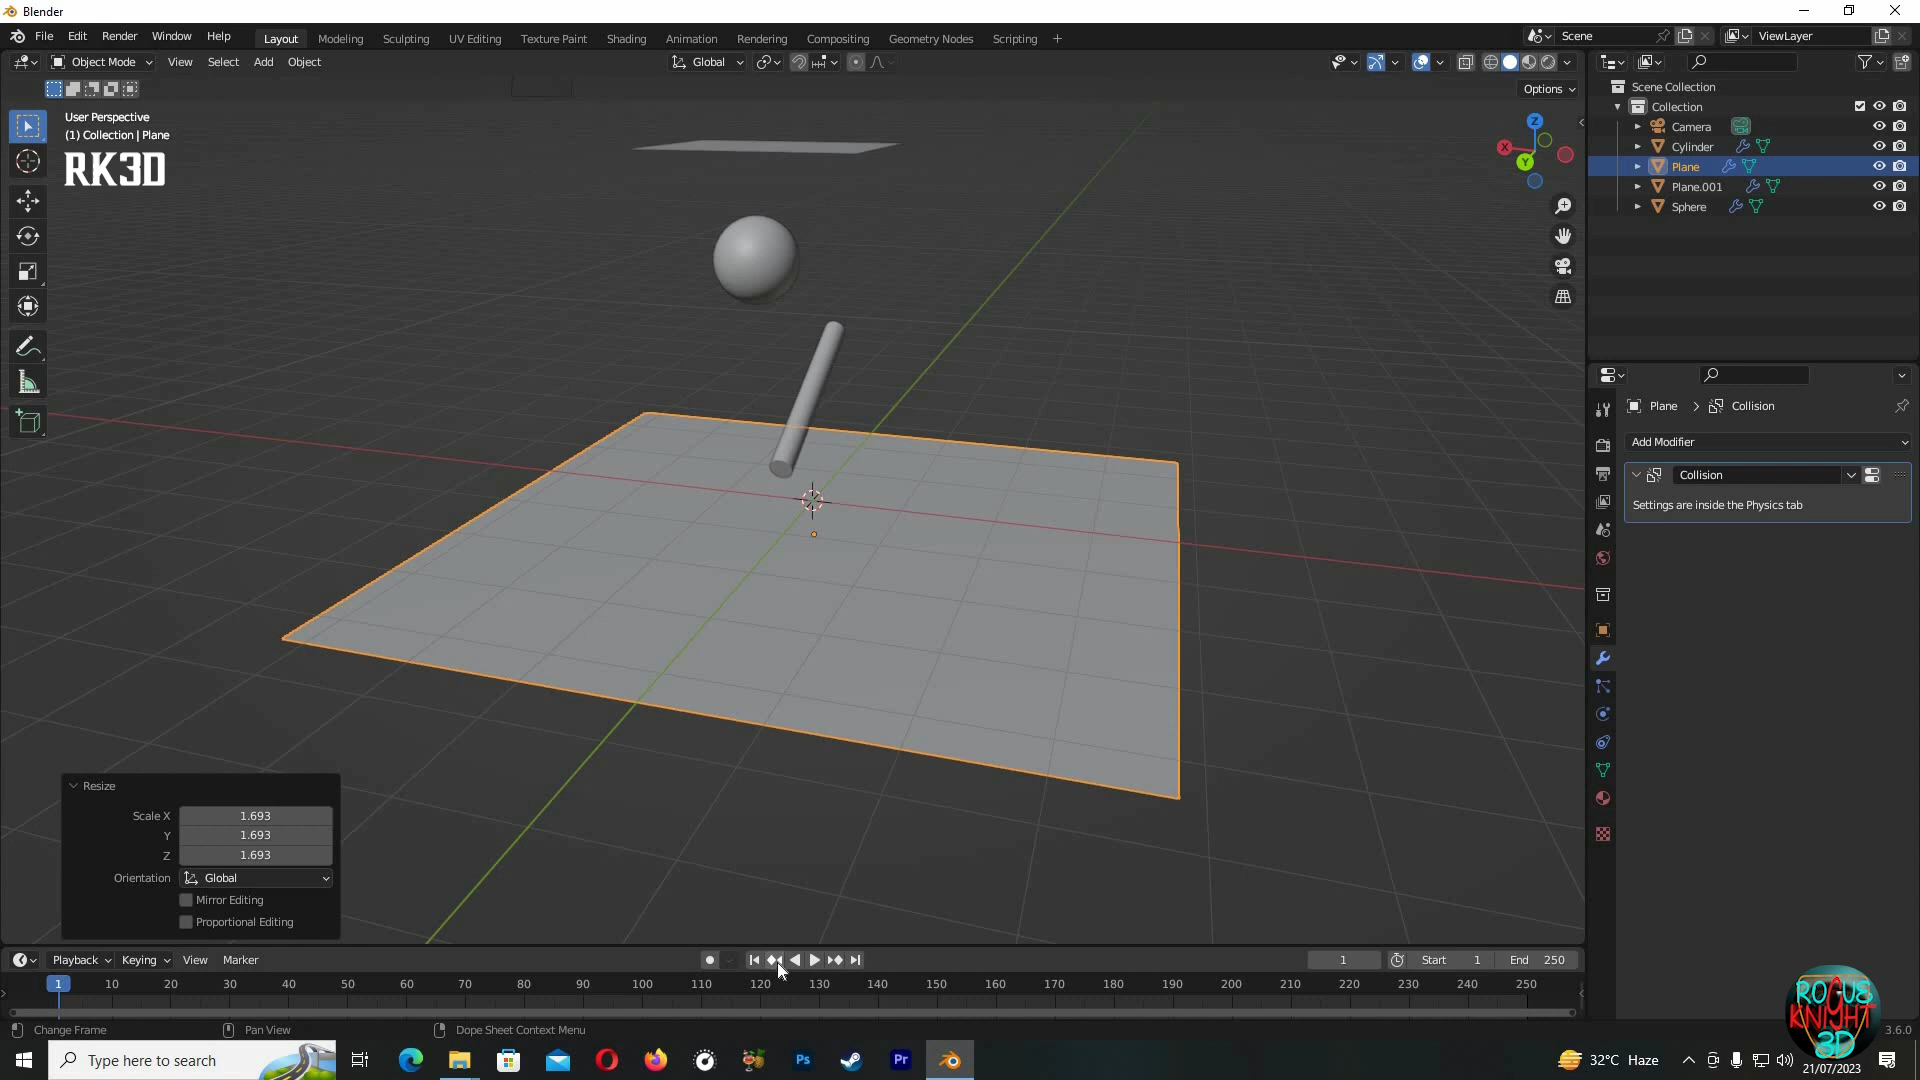 Blender
File Edit Render Window Help
Layout Modeling Sculpting UV Editing Texture Paint Shading Animation Rendering Compositing Geometry Nodes Scripting +
Scene
ViewLayer
Object Mode View Select Add Object
Global
Options
User Perspective
(1) Collection | Plane
RK3D
Z
X
Y
Scene Collection
Collection
Camera
Cylinder
Plane
Plane.001
Sphere
Plane > Collision
Add Modifier
Collision
Settings are inside the Physics tab
Resize
Scale X 1.693
Y 1.693
Z 1.693
Orientation Global
Mirror Editing
Proportional Editing
Playback Keying View Marker
1 Start 1 End 250
1 10 20 30 40 50 60 70 80 90 100 110 120 130 140 150 160 170 180 190 200 210 220 230 240 250
Change Frame Pan View Dope Sheet Context Menu
3.6.0
ROGUE
KNIGHT
3D
Type here to search
Ps
Pr
32°C Haze
21/07/2023